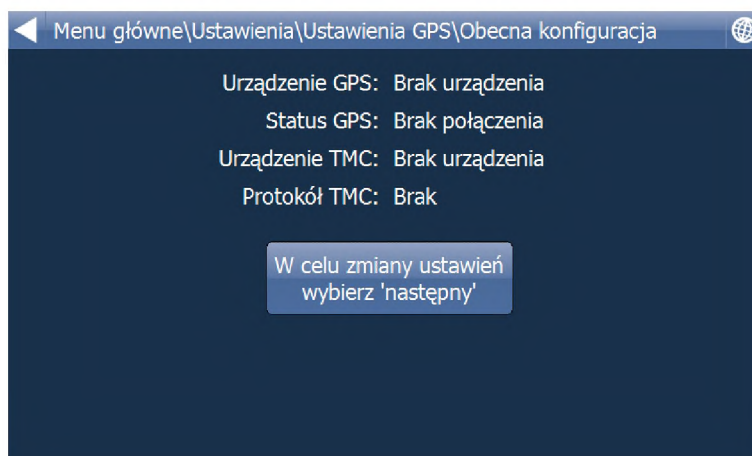 Menu główne\Ustawienia\Ustawienia GPS\Obecna konfiguracja
Urządzenie GPS: Brak urządzenia
Status GPS: Brak połączenia
Urządzenie TMC: Brak urządzenia
Protokół TMC: Brak
W celu zmiany ustawień
wybierz 'następny'